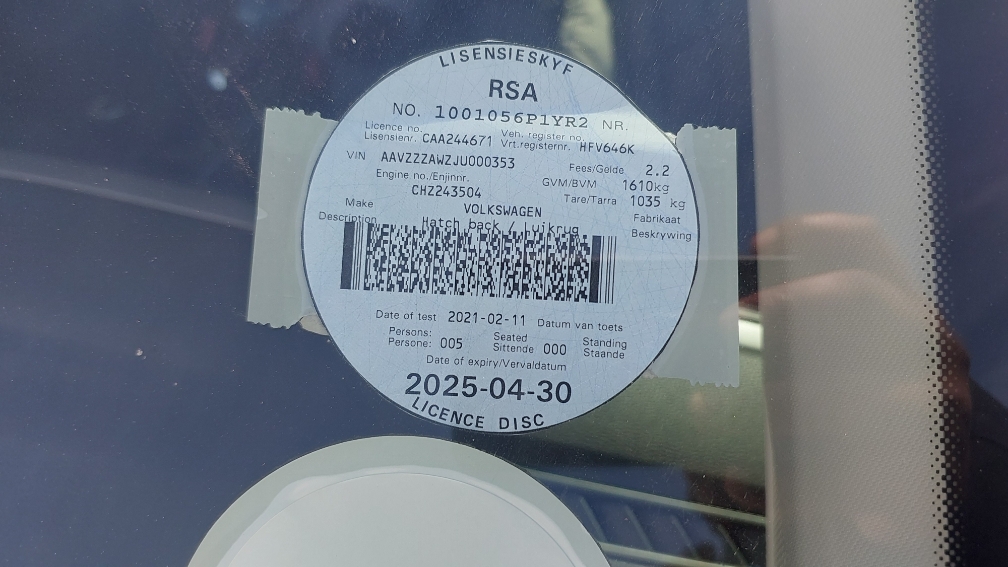 LISENSIESKYF
RSA
NO. 1001056P1YR2 NR.
Licence no. Veh. register no.
Lisensienr. CAA244671 Vrt.registernr. HFV646K
VIN AAVZZZAWZJU000353 Fees/Gelde 2.2
Engine no./Enjinnr. GVM/BVM 1610kg
CHZ243504 Tare/Tarra 1035 kg
Make VOLKSWAGEN Fabrikaat
Description Hatch back / Luikrug Beskrywing
Date of test 2021-02-11 Datum van toets
Persons: Seated Standing
Persone: 005 Sittende 000 Staande
Date of expiry/Vervaldatum
2025-04-30
LICENCE DISC